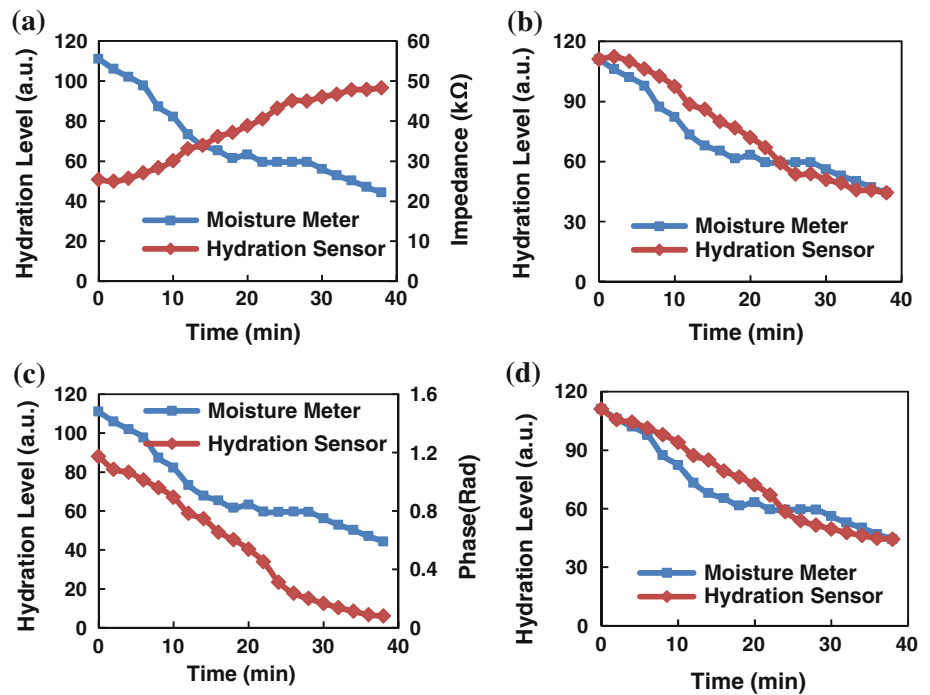 (a)
120
100
80
60
40
20
0
Hydration Level (a.u.)
60
50
40
30
20
10
0
Impedance (kΩ)
Moisture Meter
Hydration Sensor
0 10 20 30 40
Time (min)
(b)
120
90
60
30
0
Hydration Level (a.u.)
Moisture Meter
Hydration Sensor
0 10 20 30 40
Time (min)
(c)
120
100
80
60
40
20
0
Hydration Level (a.u.)
1.6
1.2
0.8
0.4
0
Phase(Rad)
Moisture Meter
Hydration Sensor
0 10 20 30 40
Time (min)
(d)
120
90
60
30
0
Hydration Level (a.u.)
Moisture Meter
Hydration Sensor
0 10 20 30 40
Time (min)